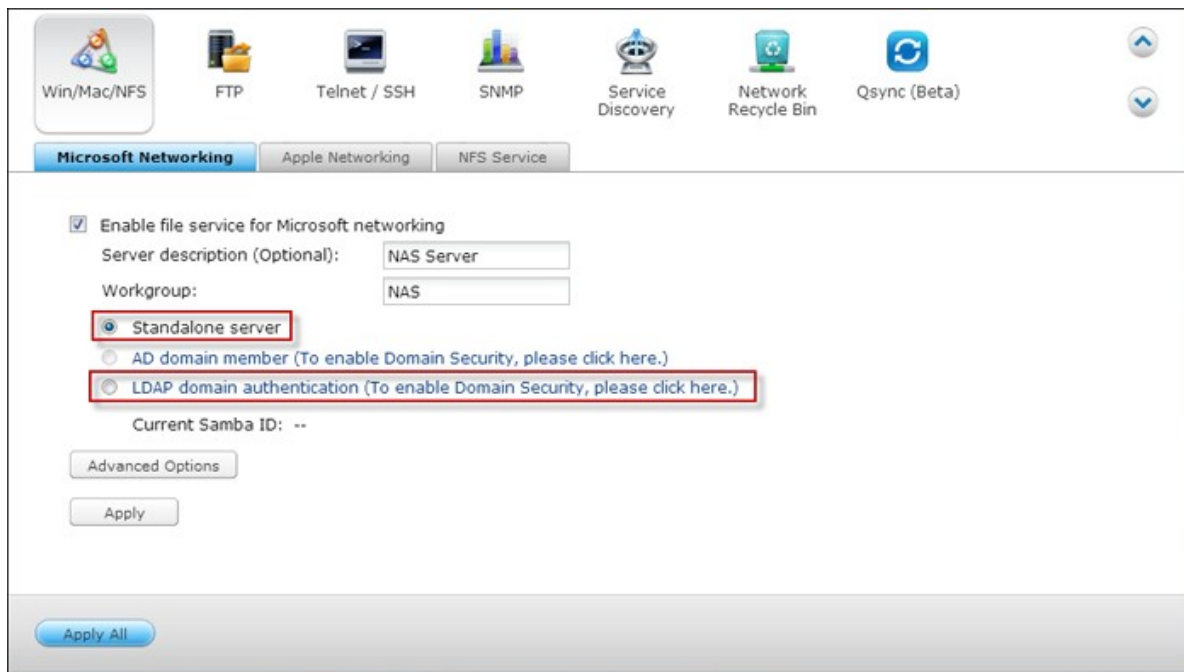 Win/Mac/NFS
FTP
Telnet / SSH
SNMP
Service
Discovery
Network
Recycle Bin
Qsync (Beta)
Microsoft Networking
Apple Networking
NFS Service
Enable file service for Microsoft networking
Server description (Optional):
NAS Server
Workgroup:
NAS
Standalone server
AD domain member (To enable Domain Security, please click here.)
LDAP domain authentication (To enable Domain Security, please click here.)
Current Samba ID: --
Advanced Options
Apply
Apply All